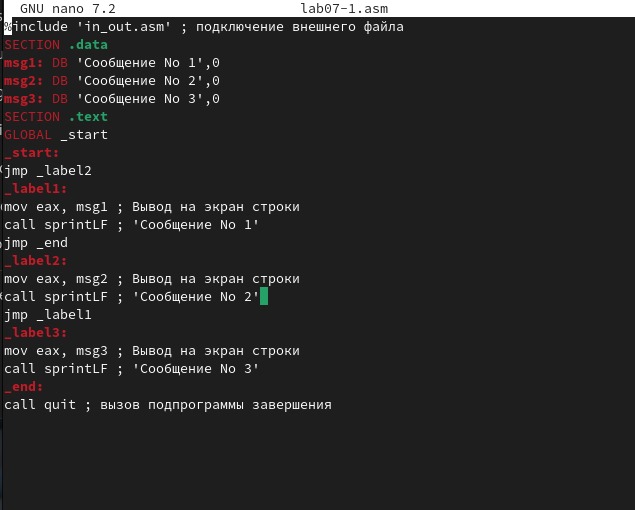 GNU nano 7.2 lab07-1.asm
%include 'in_out.asm' ; подключение внешнего файла
SECTION .data
msg1: DB 'Сообщение No 1',0
msg2: DB 'Сообщение No 2',0
msg3: DB 'Сообщение No 3',0
SECTION .text
GLOBAL _start
_start:
jmp _label2
_label1:
mov eax, msg1 ; Вывод на экран строки
call sprintLF ; 'Сообщение No 1'
jmp _end
_label2:
mov eax, msg2 ; Вывод на экран строки
call sprintLF ; 'Сообщение No 2'
jmp _label1
_label3:
mov eax, msg3 ; Вывод на экран строки
call sprintLF ; 'Сообщение No 3'
_end:
call quit ; вызов подпрограммы завершения